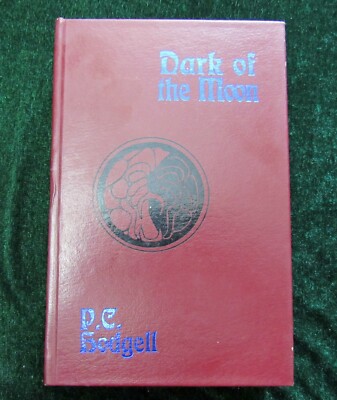 Dark of
the Moon
P.C.
Hodgell